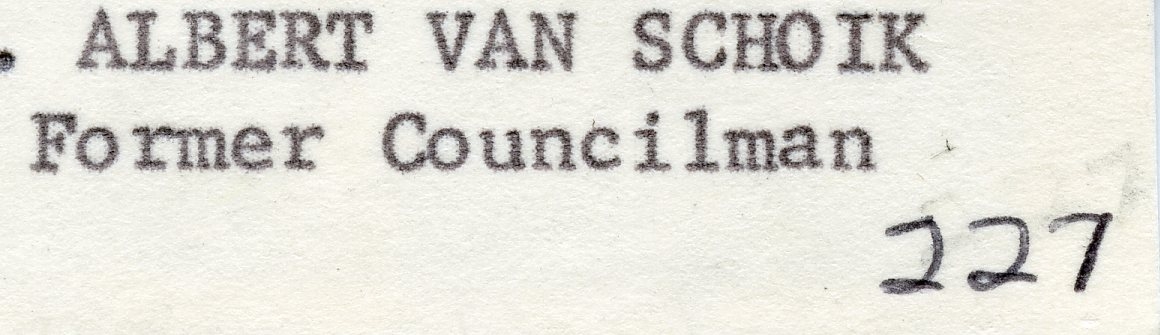 . ALBERT VAN SCHOIK
Former Councilman
227